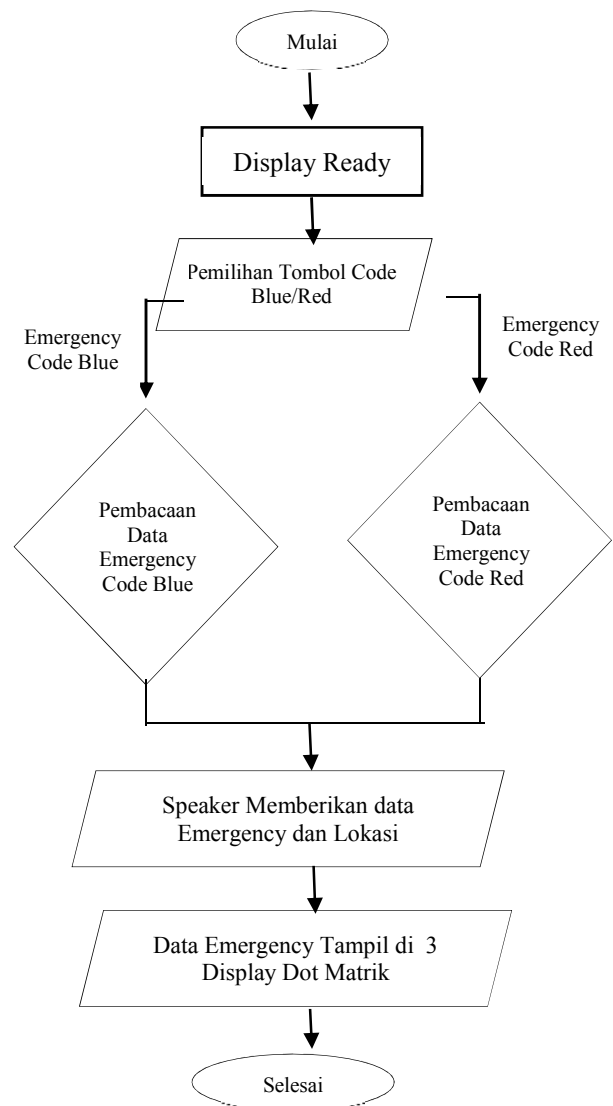 Mulai
Display Ready
Pemilihan Tombol Code
Blue/Red
Emergency
Code Blue
Emergency
Code Red
Pembacaan
Data
Emergency
Code Blue
Pembacaan
Data
Emergency
Code Red
Speaker Memberikan data
Emergency dan Lokasi
Data Emergency Tampil di 3
Display Dot Matrik
Selesai